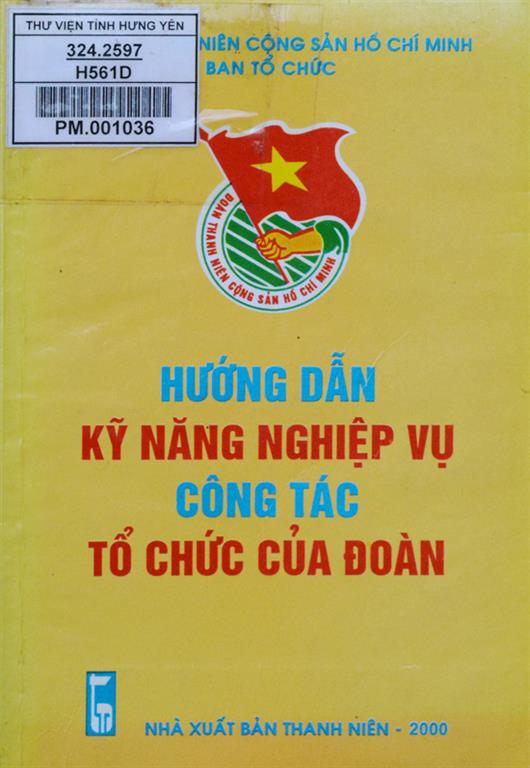 THƯ VIỆN TỈNH HƯNG YÊN
324.2597
H561D
PM.001036
NIÊN CỘNG SẢN HỒ CHÍ MINH
BAN TỔ CHỨC
ĐOÀN THANH NIÊN CỘNG SẢN HỒ CHÍ MINH
HƯỚNG DẪN
KỸ NĂNG NGHIỆP VỤ
CÔNG TÁC
TỔ CHỨC CỦA ĐOÀN
NHÀ XUẤT BẢN THANH NIÊN - 2000